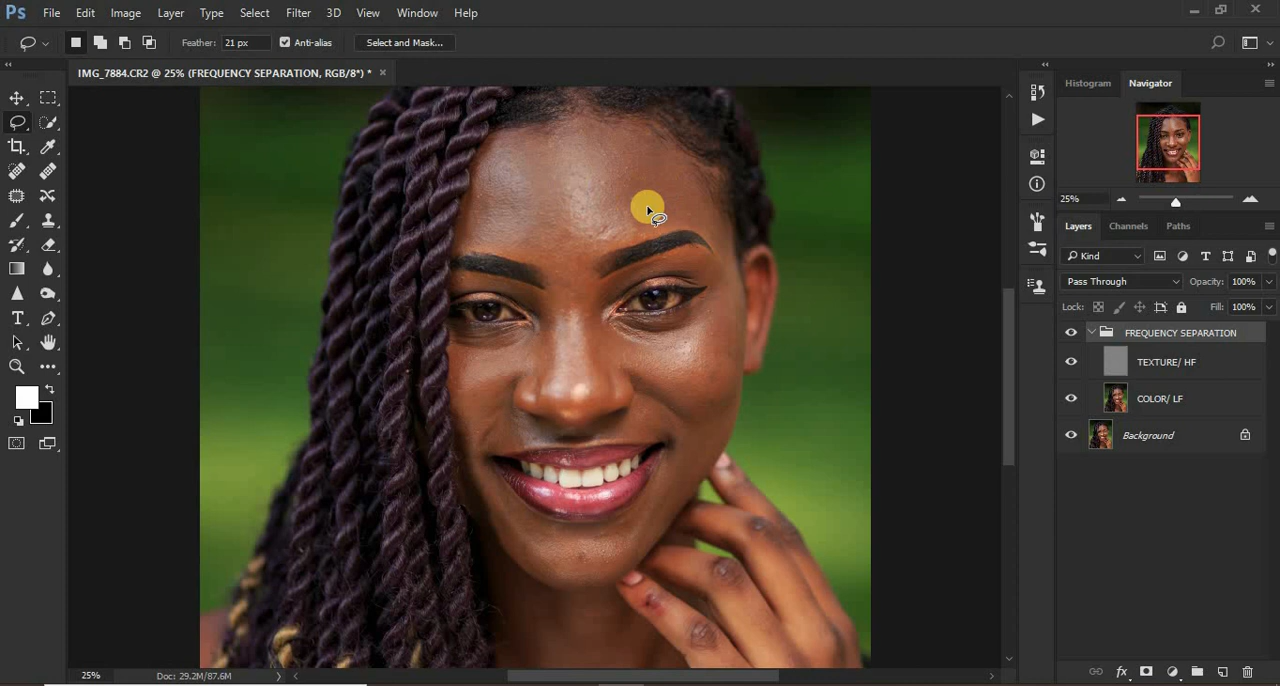 Ps File Edit Image Layer Type Select Filter 3D View Window Help
Feather: 21 px Anti-alias Select and Mask...
IMG_7884.CR2 @ 25% (FREQUENCY SEPARATION, RGB/8*) *
Histogram Navigator
25%
Layers Channels Paths
Kind
Pass Through Opacity: 100%
Lock: Fill: 100%
FREQUENCY SEPARATION
TEXTURE/ HF
COLOR/ LF
Background
25% Doc: 29.2M/87.6M